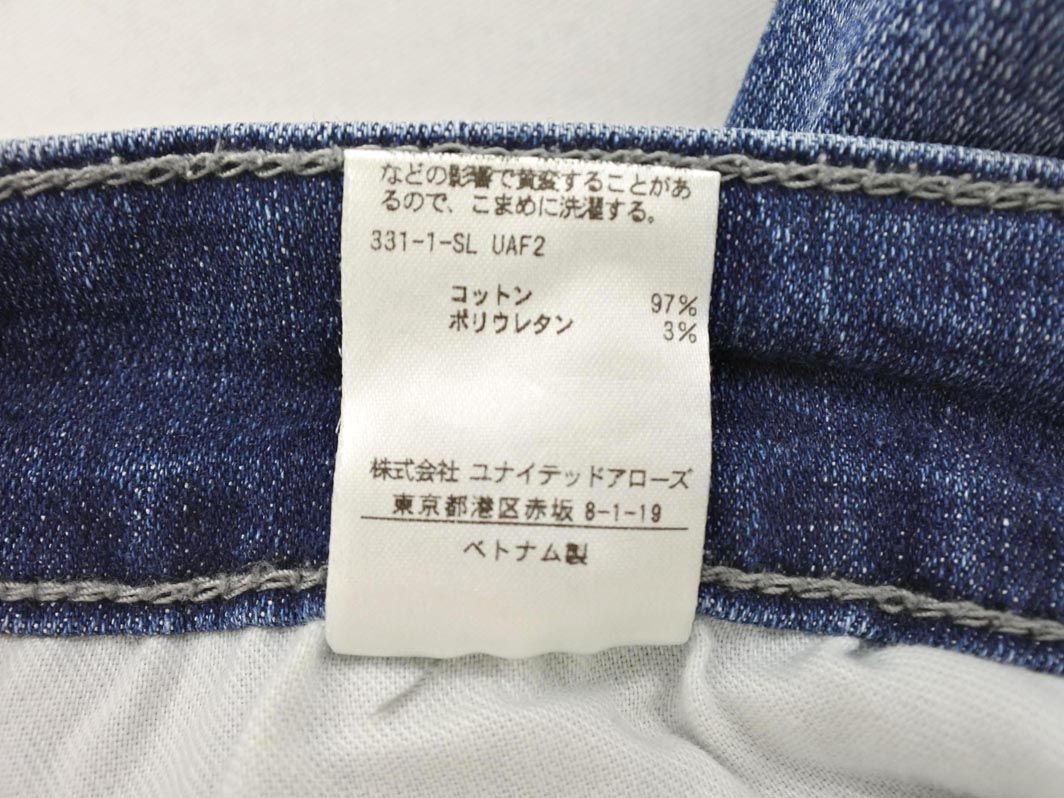 などの影響で黄変することがあ
るので、こまめに洗濯する。
331-1-SL UAF2
コットン 97%
ポリウレタン 3%
株式会社 ユナイテッドアローズ
東京都港区赤坂 8-1-19
ベトナム製